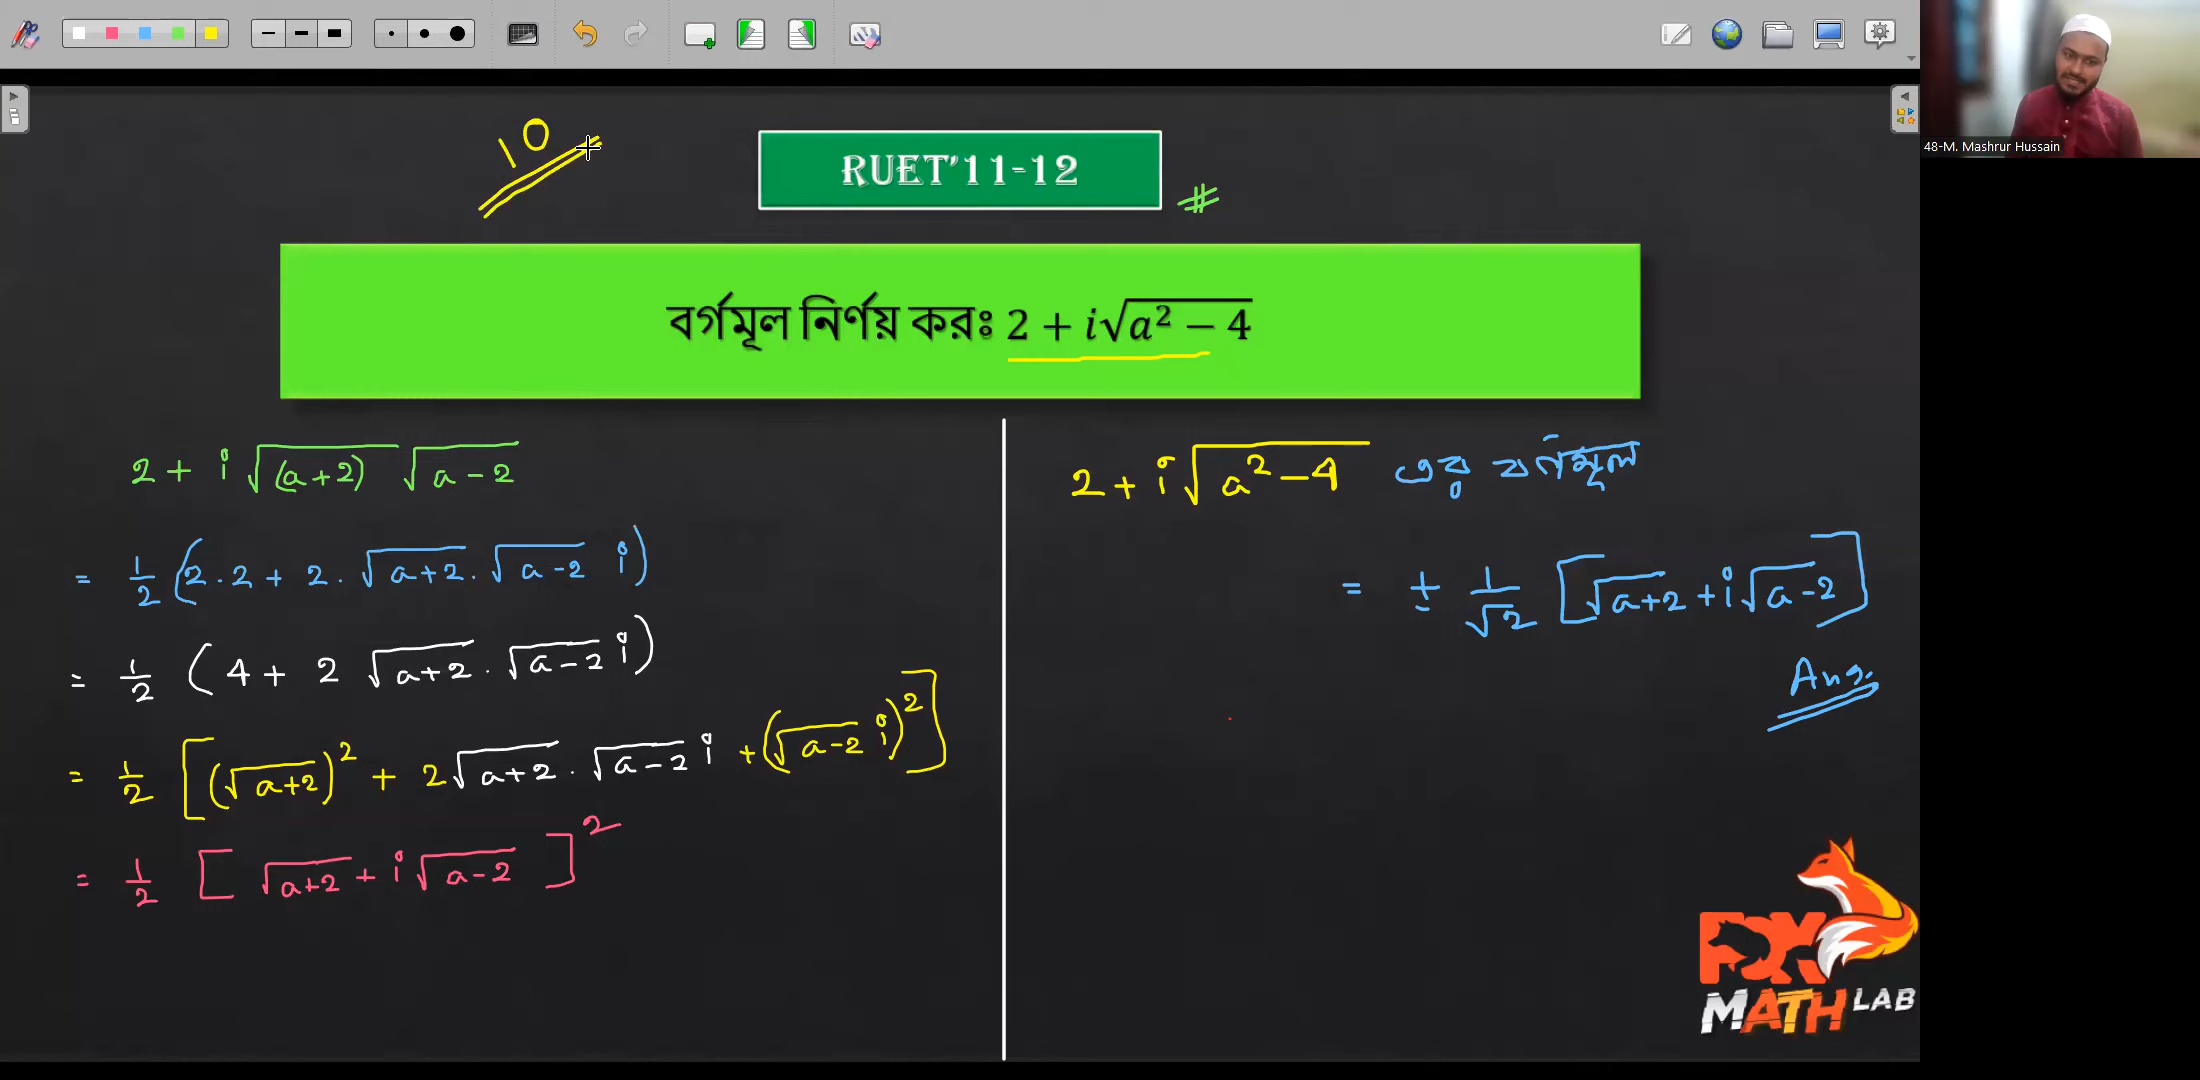 48-M. Mashrur Hussain
10
RUET'11-12
#
বর্গমূল নির্ণয় করঃ 2 + i√(a² − 4)
2 + i √(a+2) √a-2
= 1/2 (2.2 + 2. √a+2. √a-2 i)
= 1/2 (4 + 2 √a+2 . √a-2 i)
= 1/2 [(√a+2)² + 2√a+2 . √a-2 i + (√a-2 i)²]
= 1/2 [ √a+2 + i √a-2 ]²
2 + i√a²-4 এর বর্গমূল
= ± 1/√2 [√a+2 + i√a-2]
Ans.
FOX
MATH LAB